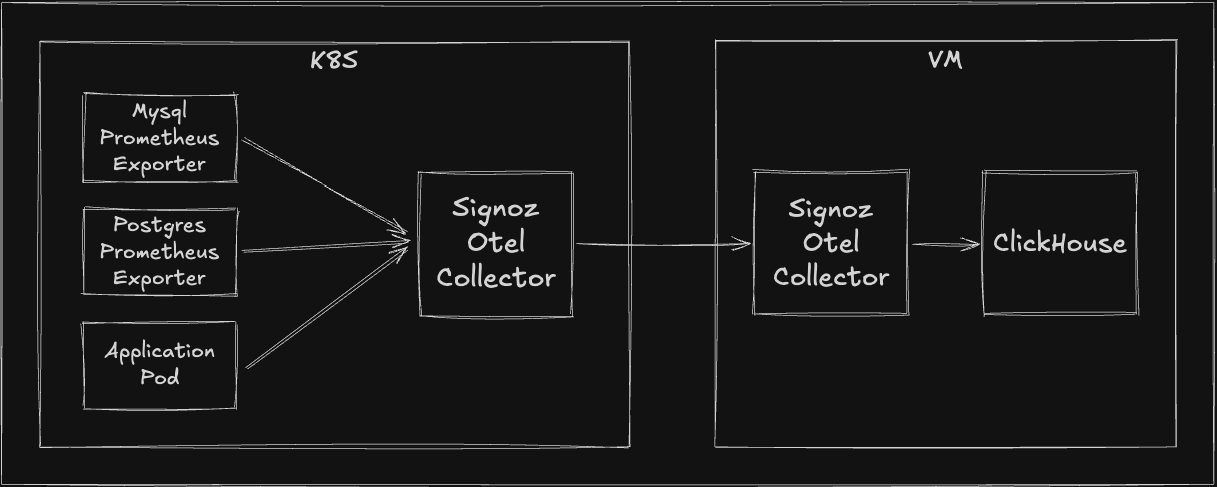 K8S
Mysql
Prometheus
Exporter
Postgres
Prometheus
Exporter
Application
Pod
Signoz
Otel
Collector
VM
Signoz
Otel
Collector
ClickHouse